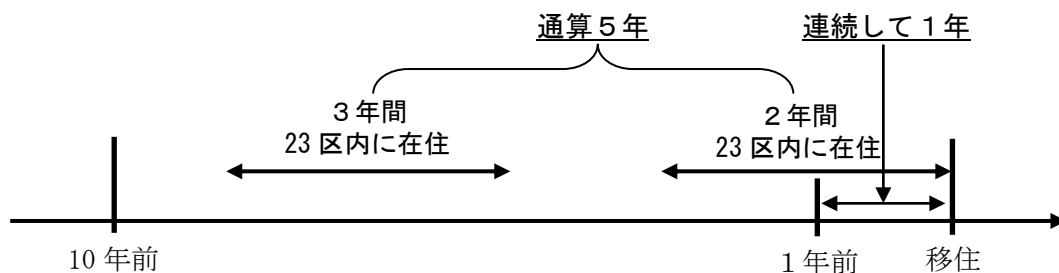 通算５年
連続して１年
３年間
23 区内に在住
２年間
23 区内に在住
10 年前
１年前
移住